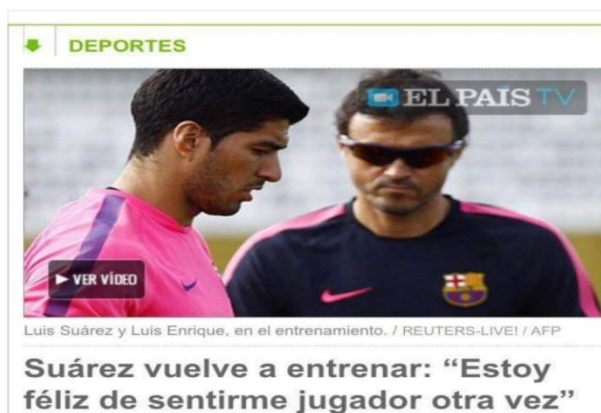 DEPORTES
EL PAÍS TV
VER VÍDEO
Luis Suárez y Luis Enrique, en el entrenamiento. / REUTERS-LIVE! / AFP
Suárez vuelve a entrenar: “Estoy
féliz de sentirme jugador otra vez”